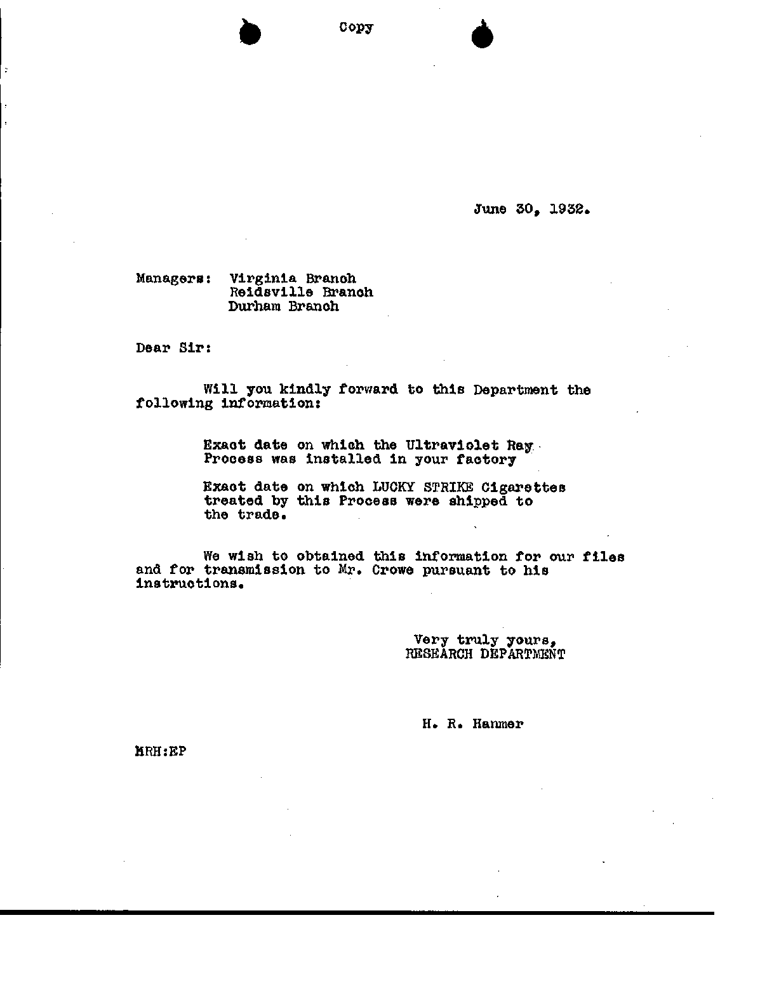 Copy
June 30, 1932.
Managers: Virginia Branch
Reidsville Branch
Durham Branch
Dear Sir:
Will you kindly forward to this Department the
following information:
Exact date on which the Ultraviolet Ray
Process was installed in your factory
Exact date on which LUCKY STRIKE Cigarettes
treated by this Process were shipped to
the trade.
We wish to obtained this information for our files
and for transmission to Mr. Crowe pursuant to his
instructions.
Very truly yours,
RESEARCH DEPARTMENT
H. R. Hanmer
HRH:EP